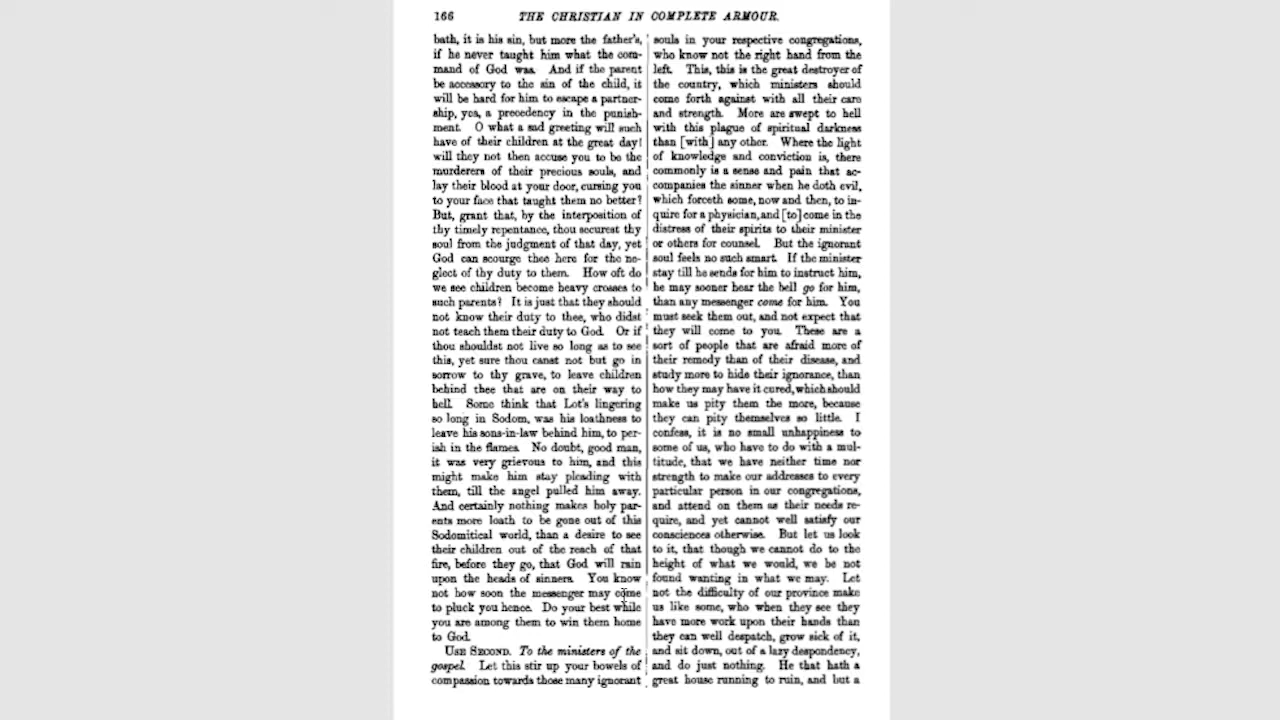 166 THE CHRISTIAN IN COMPLETE ARMOUR.
bath, it is his sin, but more the father's,
if he never taught him what the com-
mand of God was. And if the parent
be accessory to the sin of the child, it
will be hard for him to escape a partner-
ship, yea, a precedency in the punish-
ment. O what a sad greeting will such
have of their children at the great day!
will they not then accuse you to be the
murderers of their precious souls, and
lay their blood at your door, cursing you
to your face that taught them no better?
But, grant that, by the interposition of
thy timely repentance, thou securest thy
soul from the judgment of that day, yet
God can scourge thee here for the ne-
glect of thy duty to them. How oft do
we see children become heavy crosses to
such parents? It is just that they should
not know their duty to thee, who didst
not teach them their duty to God. Or if
thou shouldst not live so long as to see
this, yet sure thou canst not but go in
sorrow to thy grave, to leave children
behind thee that are on their way to
hell. Some think that Lot's lingering
so long in Sodom, was his loathness to
leave his sons-in-law behind him, to per-
ish in the flames. No doubt, good man,
it was very grievous to him, and this
might make him stay pleading with
them, till the angel pulled him away.
And certainly nothing makes holy par-
ents more loath to be gone out of this
Sodomitical world, than a desire to see
their children out of the reach of that
fire, before they go, that God will rain
upon the heads of sinners. You know
not how soon the messenger may come
to pluck you hence. Do your best while
you are among them to win them home
to God.
USE SECOND. To the ministers of the
gospel. Let this stir up your bowels of
compassion towards those many ignorant
souls in your respective congregations,
who know not the right hand from the
left. This, this is the great destroyer of
the country, which ministers should
come forth against with all their care
and strength. More are swept to hell
with this plague of spiritual darkness
than [with] any other. Where the light
of knowledge and conviction is, there
commonly is a sense and pain that ac-
companies the sinner when he doth evil,
which forceth some, now and then, to in-
quire for a physician, and [to] come in the
distress of their spirits to their minister
or others for counsel. But the ignorant
soul feels no such smart. If the minister
stay till he sends for him to instruct him,
he may sooner hear the bell go for him,
than any messenger come for him. You
must seek them out, and not expect that
they will come to you. These are a
sort of people that are afraid more of
their remedy than of their disease, and
study more to hide their ignorance, than
how they may have it cured, which should
make us pity them the more, because
they can pity themselves so little. I
confess, it is no small unhappiness to
some of us, who have to do with a mul-
titude, that we have neither time nor
strength to make our addresses to every
particular person in our congregations,
and attend on them as their needs re-
quire, and yet cannot well satisfy our
consciences otherwise. But let us look
to it, that though we cannot do to the
height of what we would, we be not
found wanting in what we may. Let
not the difficulty of our province make
us like some, who when they see they
have more work upon their hands than
they can well despatch, grow sick of it,
and sit down, out of a lazy despondency,
and do just nothing. He that hath a
great house running to ruin, and but a